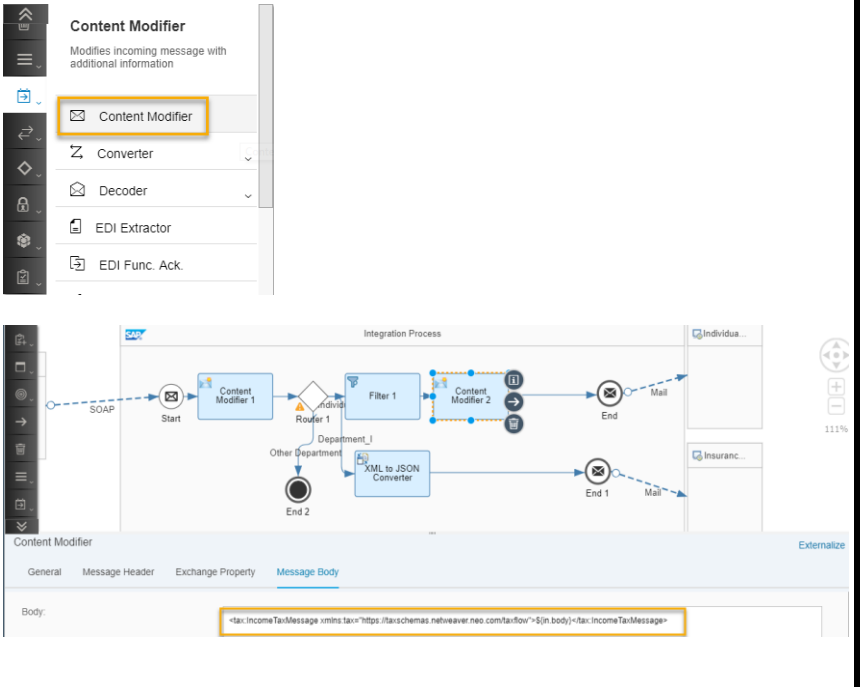 Content Modifier
Modifies incoming message with
additional information
Content Modifier
Converter
Decoder
EDI Extractor
EDI Func. Ack.
SAP
Integration Process
Individua...
SOAP
Start
Content
Modifier 1
Router 1
Individ
Filter 1
Content
Modifier 2
End
Mail
111%
Department_I
Other Department
XML to JSON
Converter
End 2
End 1
Mail
Insuranc...
Content Modifier
Externalize
General Message Header Exchange Property Message Body
Body:
<tax:IncomeTaxMessage xmlns:tax="https://taxschemas.netweaver.neo.com/taxflow">${in.body}</tax:IncomeTaxMessage>